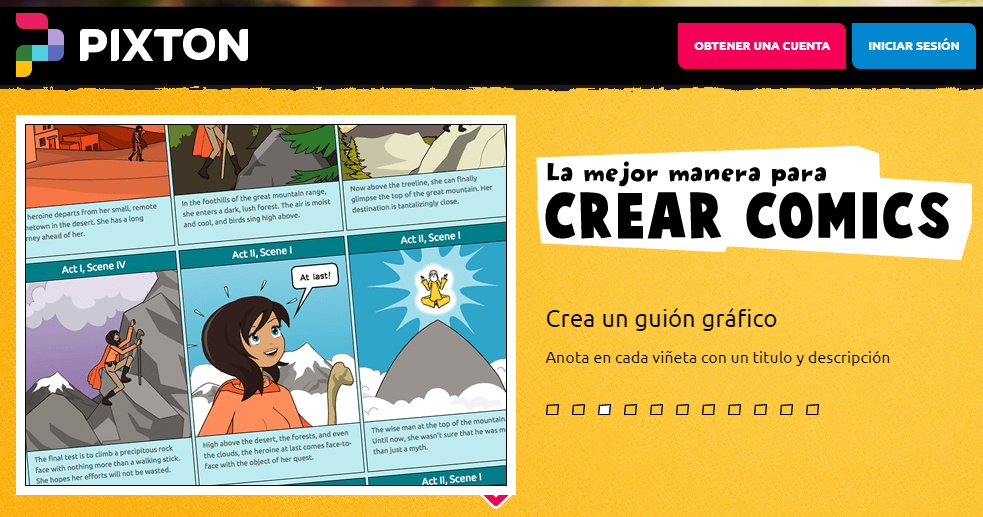 PIXTON
OBTENER UNA CUENTA
INICIAR SESIÓN
heroine departs from her small, remote
metown in the desert. She has a long
rney ahead of her.
In the foothills of the great mountain range,
she enters a dark, lush forest. The air is moist
and cool, and birds sing high above.
Now above the treeline, she can finally
glimpse the top of the great mountain. Her
destination is tantalizingly close.
Act I, Scene IV
Act II, Scene I
Act II, Scene I
At last!
The final test is to climb a precipitous rock
face with nothing more than a walking stick.
She hopes her efforts will not be wasted.
High above the desert, the forests, and even
the clouds, the heroine at last comes face-to-
face with the object of her quest.
The wise man at the top of the mountain.
Until now, she wasn't sure that he was m
than just a myth.
Act II, Scene I
La mejor manera para
CREAR COMICS
Crea un guión gráfico
Anota en cada viñeta con un titulo y descripción